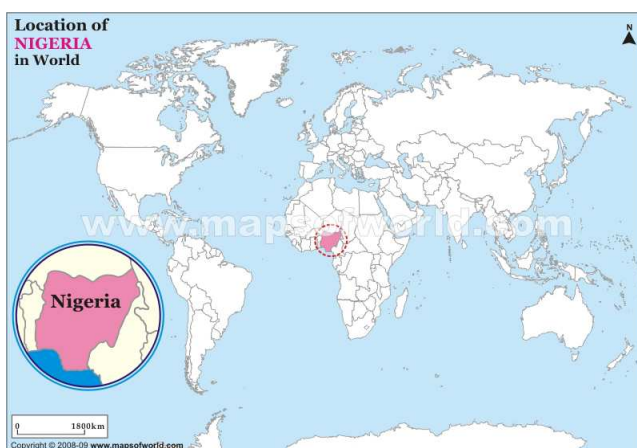 Location of
NIGERIA
in World
N
www.mapsofworld.com
Nigeria
0 1800km
Copyright © 2008-09 www.mapsofworld.com